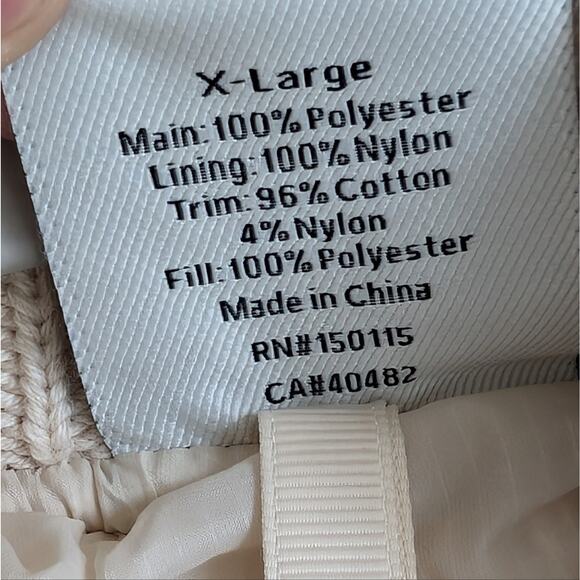 X-Large
Main: 100% Polyester
Lining: 100% Nylon
Trim: 96% Cotton
4% Nylon
Fill: 100% Polyester
Made in China
RN#150115
CA#40482